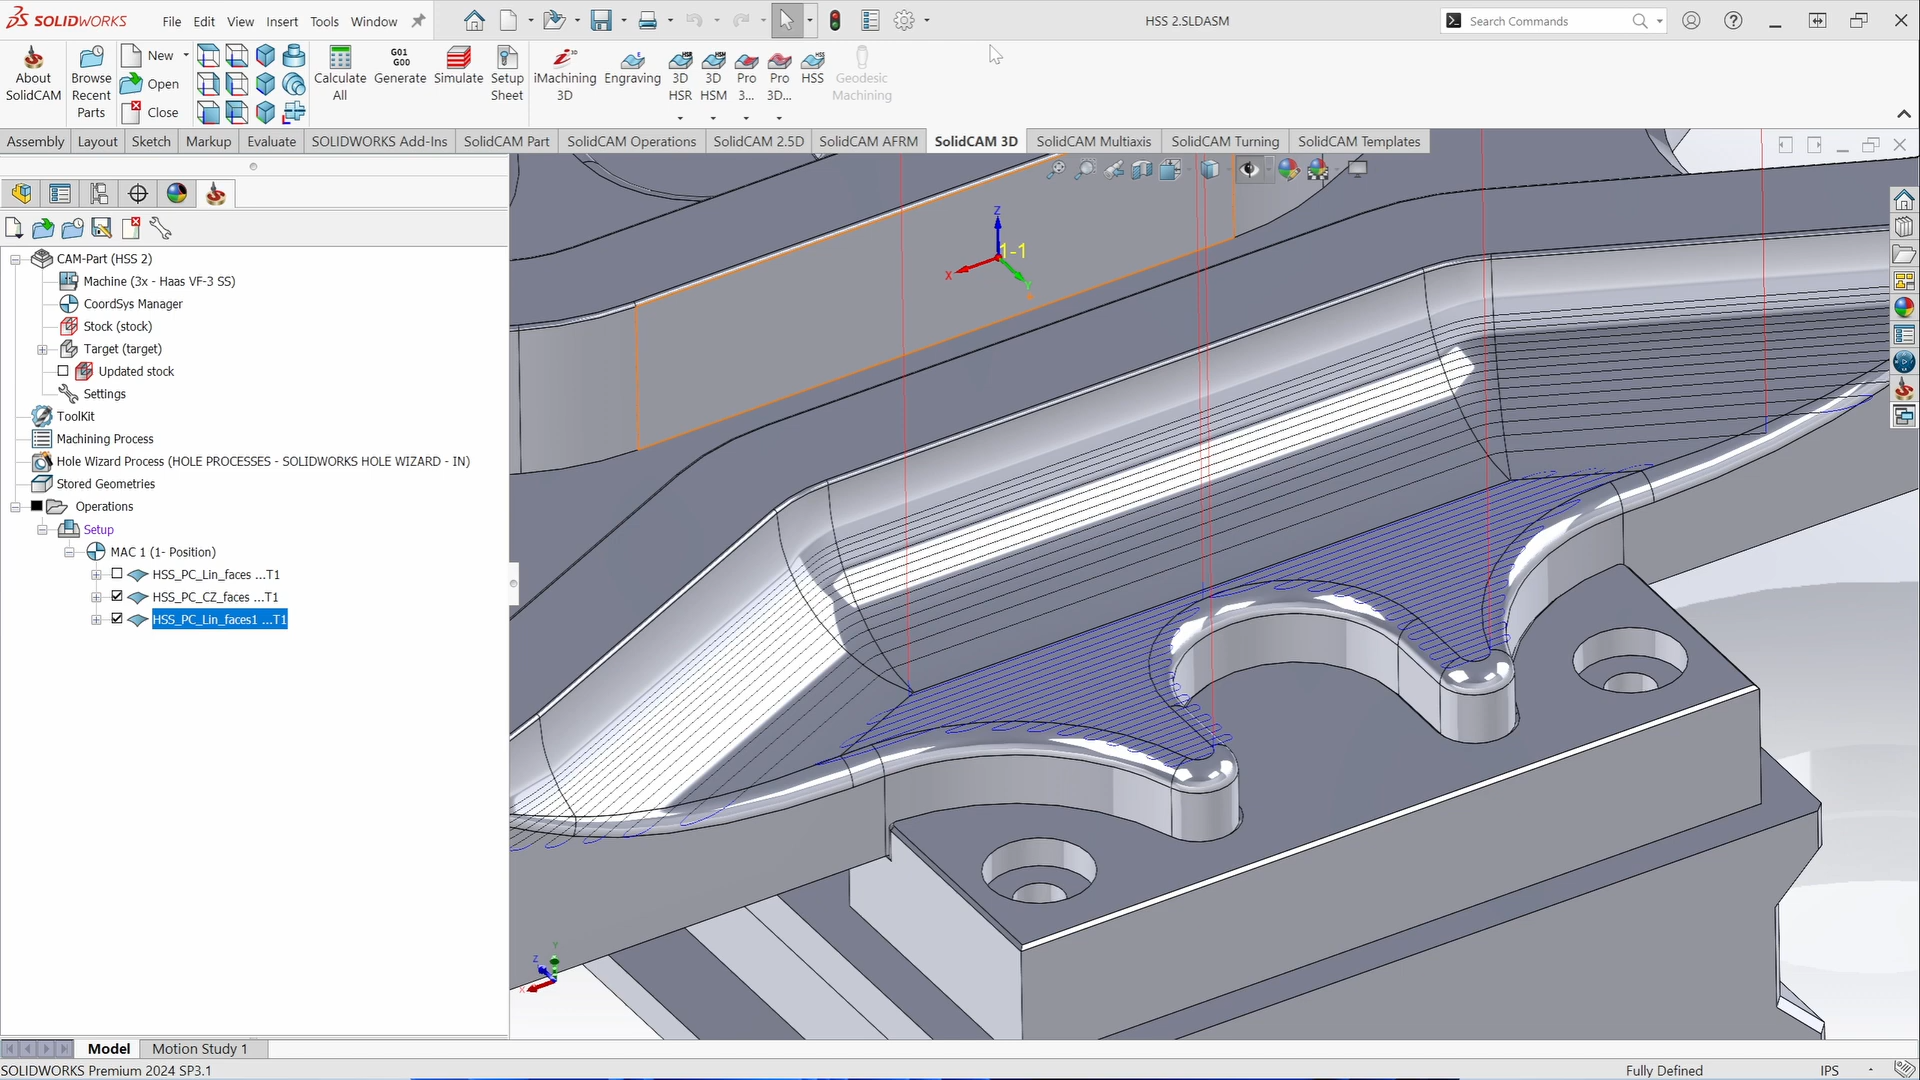 SOLIDWORKS
File Edit View Insert Tools Window
HSS 2.SLDASM
Search Commands
About SolidCAM
Browse Recent Parts
New
Open
Close
Calculate All
G01 G00
Generate
Simulate
Setup Sheet
iMachining 3D
Engraving
3D HSR
3D HSM
Pro 3...
Pro 3D...
HSS
Geodesic Machining
Assembly Layout Sketch Markup Evaluate SOLIDWORKS Add-Ins SolidCAM Part SolidCAM Operations SolidCAM 2.5D SolidCAM AFRM SolidCAM 3D SolidCAM Multiaxis SolidCAM Turning SolidCAM Templates
CAM-Part (HSS 2)
Machine (3x - Haas VF-3 SS)
CoordSys Manager
Stock (stock)
Target (target)
Updated stock
Settings
ToolKit
Machining Process
Hole Wizard Process (HOLE PROCESSES - SOLIDWORKS HOLE WIZARD - IN)
Stored Geometries
Operations
Setup
MAC 1 (1- Position)
HSS_PC_Lin_faces ...T1
HSS_PC_CZ_faces ...T1
HSS_PC_Lin_faces1 ...T1
Z
1-1
X
Y
Y
Z
X
Model Motion Study 1
SOLIDWORKS Premium 2024 SP3.1
Fully Defined
IPS